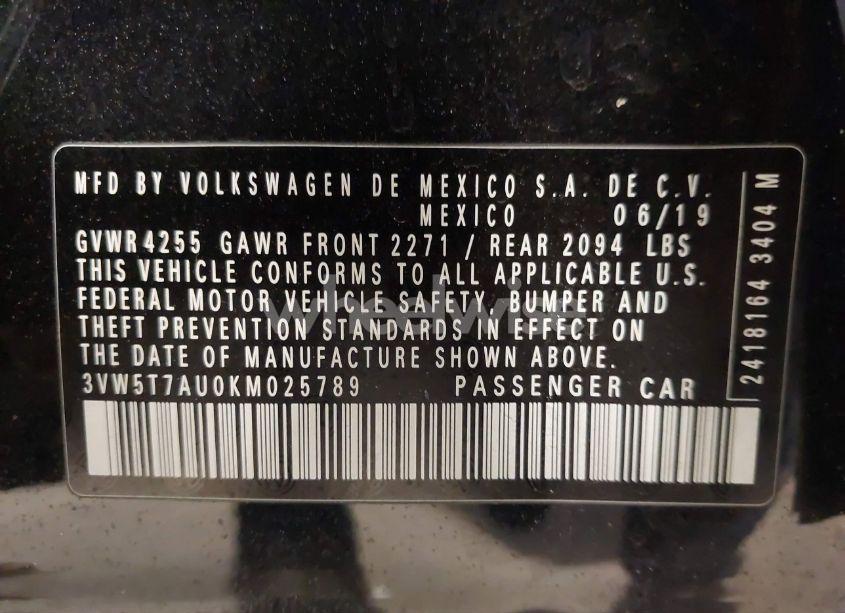 MFD BY VOLKSWAGEN DE MEXICO S.A. DE C.V.
MEXICO 06/19
GVWR 4255 GAWR FRONT 2271 / REAR 2094 LBS
THIS VEHICLE CONFORMS TO ALL APPLICABLE U.S.
FEDERAL MOTOR VEHICLE SAFETY, BUMPER AND
THEFT PREVENTION STANDARDS IN EFFECT ON
THE DATE OF MANUFACTURE SHOWN ABOVE.
3VW5T7AU0KM025789 PASSENGER CAR
2418164 3404 M